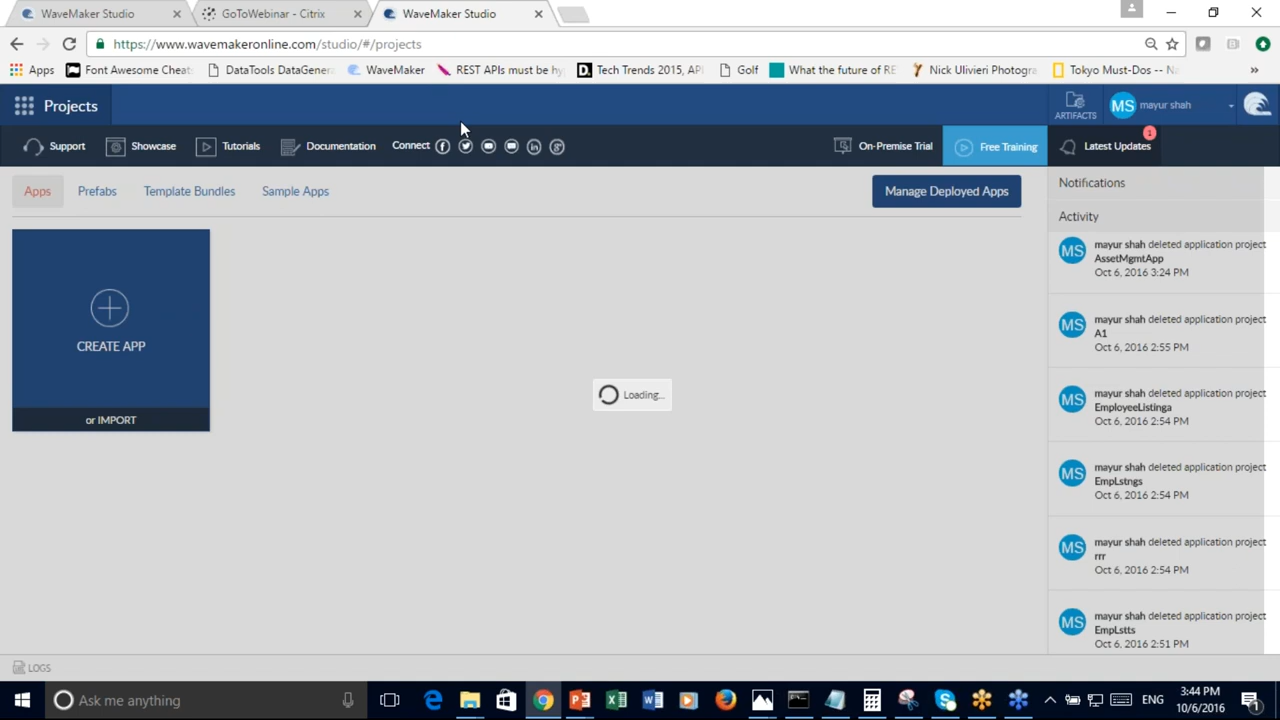 WaveMaker Studio
GoToWebinar - Citrix
WaveMaker Studio
https://www.wavemakeronline.com/studio/#/projects
Apps
Font Awesome Cheats
DataTools DataGenera
WaveMaker
REST APIs must be hy
Tech Trends 2015, AP
Golf
What the future of RE
Nick Ulivieri Photogra
Tokyo Must-Dos -- Na
»
Projects
ARTIFACTS
MS mayur shah
Support
Showcase
Tutorials
Documentation
Connect
On-Premise Trial
Free Training
Latest Updates
1
Apps
Prefabs
Template Bundles
Sample Apps
Manage Deployed Apps
CREATE APP
or IMPORT
Loading...
Notifications
Activity
MS
mayur shah deleted application project
AssetMgmtApp
Oct 6, 2016 3:24 PM
MS
mayur shah deleted application project
A1
Oct 6, 2016 2:55 PM
MS
mayur shah deleted application project
EmployeeListinga
Oct 6, 2016 2:54 PM
MS
mayur shah deleted application project
EmpLstngs
Oct 6, 2016 2:54 PM
MS
mayur shah deleted application project
rrr
Oct 6, 2016 2:54 PM
MS
mayur shah deleted application project
EmpLstts
Oct 6, 2016 2:51 PM
LOGS
Ask me anything
ENG
3:44 PM
10/6/2016
1